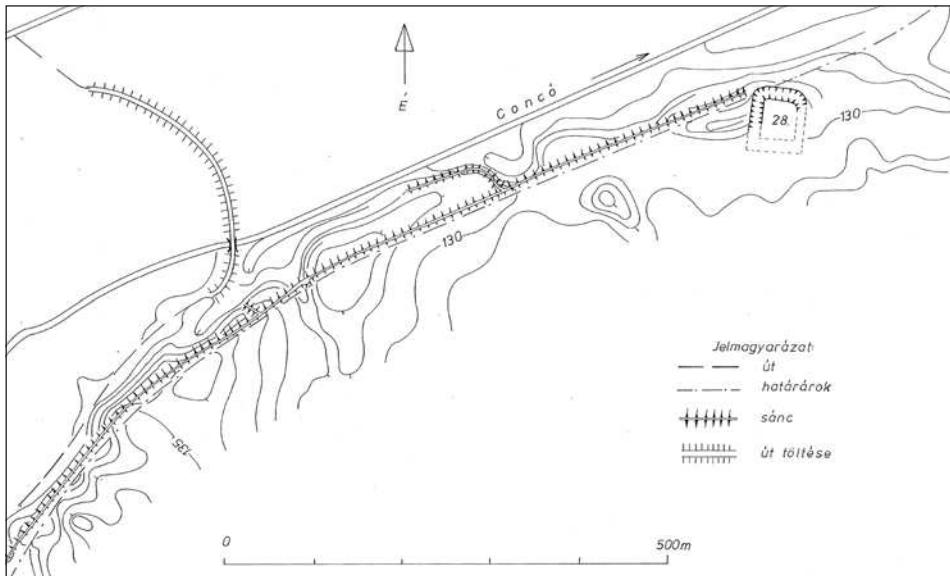 Concó
É
28.
130
130
135
Jelmagyarázat:
út
határárok
sánc
út töltése
0
500m